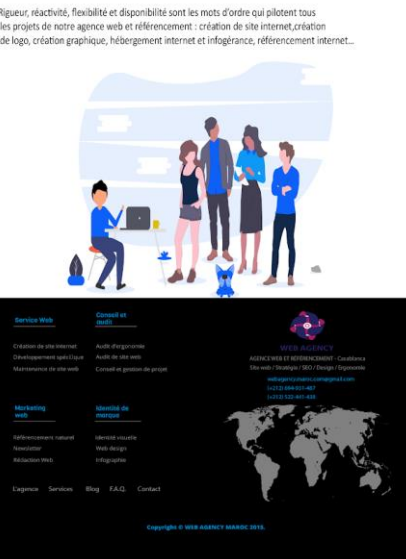 Rigueur, réactivité, flexibilité et disponibilité sont les mots d'ordre qui pilotent tous
les projets de notre agence web et référencement : création de site internet,création
de logo, création graphique, hébergement internet et infogérance, référencement internet...
Service Web
Création de site internet
Développement spécifique
Maintenance de site web
Conseil et
audit
Audit d'ergonomie
Audit de site web
Conseil et gestion de projet
WEB AGENCY
AGENCE WEB ET RÉFÉRENCEMENT - Casablanca
Site web / Stratégie / SEO / Design / Ergonomie
Marketing
web
Référencement naturel
Newsletter
Rédaction Web
Identité de
marque
Identité visuelle
Web design
Infographie
L'agence Services Blog F.A.Q. Contact
Copyright © WEB AGENCY MAROC 2015.